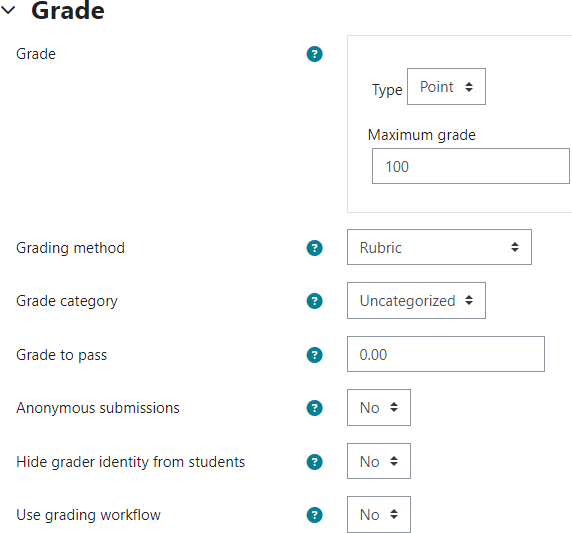 Grade
Grade ?
Type Point
Maximum grade
100
Grading method ? Rubric
Grade category ? Uncategorized
Grade to pass ? 0.00
Anonymous submissions ? No
Hide grader identity from students ? No
Use grading workflow ? No